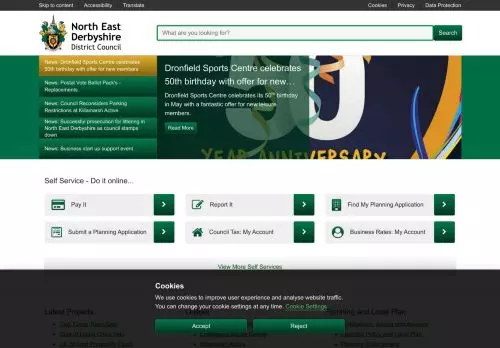 Skip to content Accessibility Translate Cookies Privacy Data Protection
North East
Derbyshire
District Council
What are you looking for?
Search
News: Dronfield Sports Centre celebrates
50th birthday with offer for new members
News: Postal Vote Ballot Pack's -
Replacements.
News: Council Reconsiders Parking
Restrictions at Killamarsh Active
News: Successful prosecution for littering in
North East Derbyshire as council stamps
down
News: Business start up support event
Dronfield Sports Centre celebrates
50th birthday with offer for new…
Dronfield Sports Centre celebrates its 50th birthday
in May with a fantastic offer for new leisure
members.
Read More
YEAR ANNIVERSARY
Self Service - Do it online...
Pay It
Report It
Find My Planning Application
Submit a Planning Application
Council Tax: My Account
Business Rates: My Account
View More Self Services
Cookies
We use cookies to improve user experience and analyse website traffic.
You can change your cookie settings at any time. Cookie Settings
Accept
Reject
Latest Projects
Planning and Local Plan